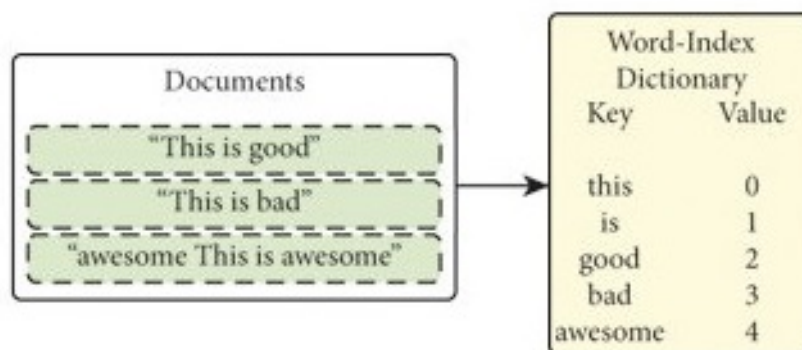 Documents
“This is good”
“This is bad”
“awesome This is awesome”
Word-Index
Dictionary
Key Value
this 0
is 1
good 2
bad 3
awesome 4